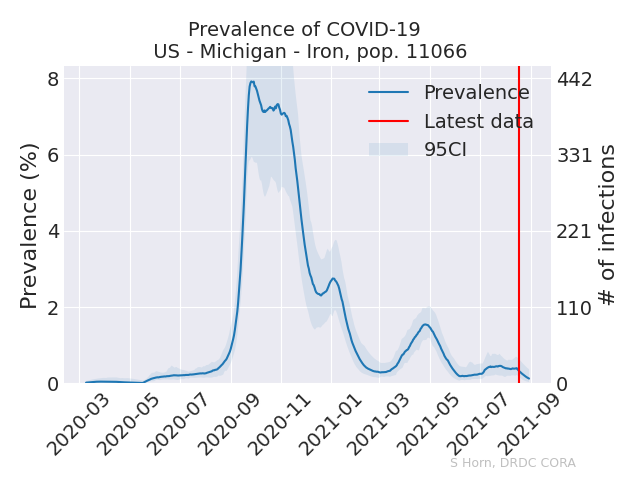 Prevalence of COVID-19
US - Michigan - Iron, pop. 11066
Prevalence (%)
8
6
4
2
0
442
331
221
110
0
# of infections
Prevalence
Latest data
95CI
2020-03
2020-05
2020-07
2020-09
2020-11
2021-01
2021-03
2021-05
2021-07
2021-09
S Horn, DRDC CORA